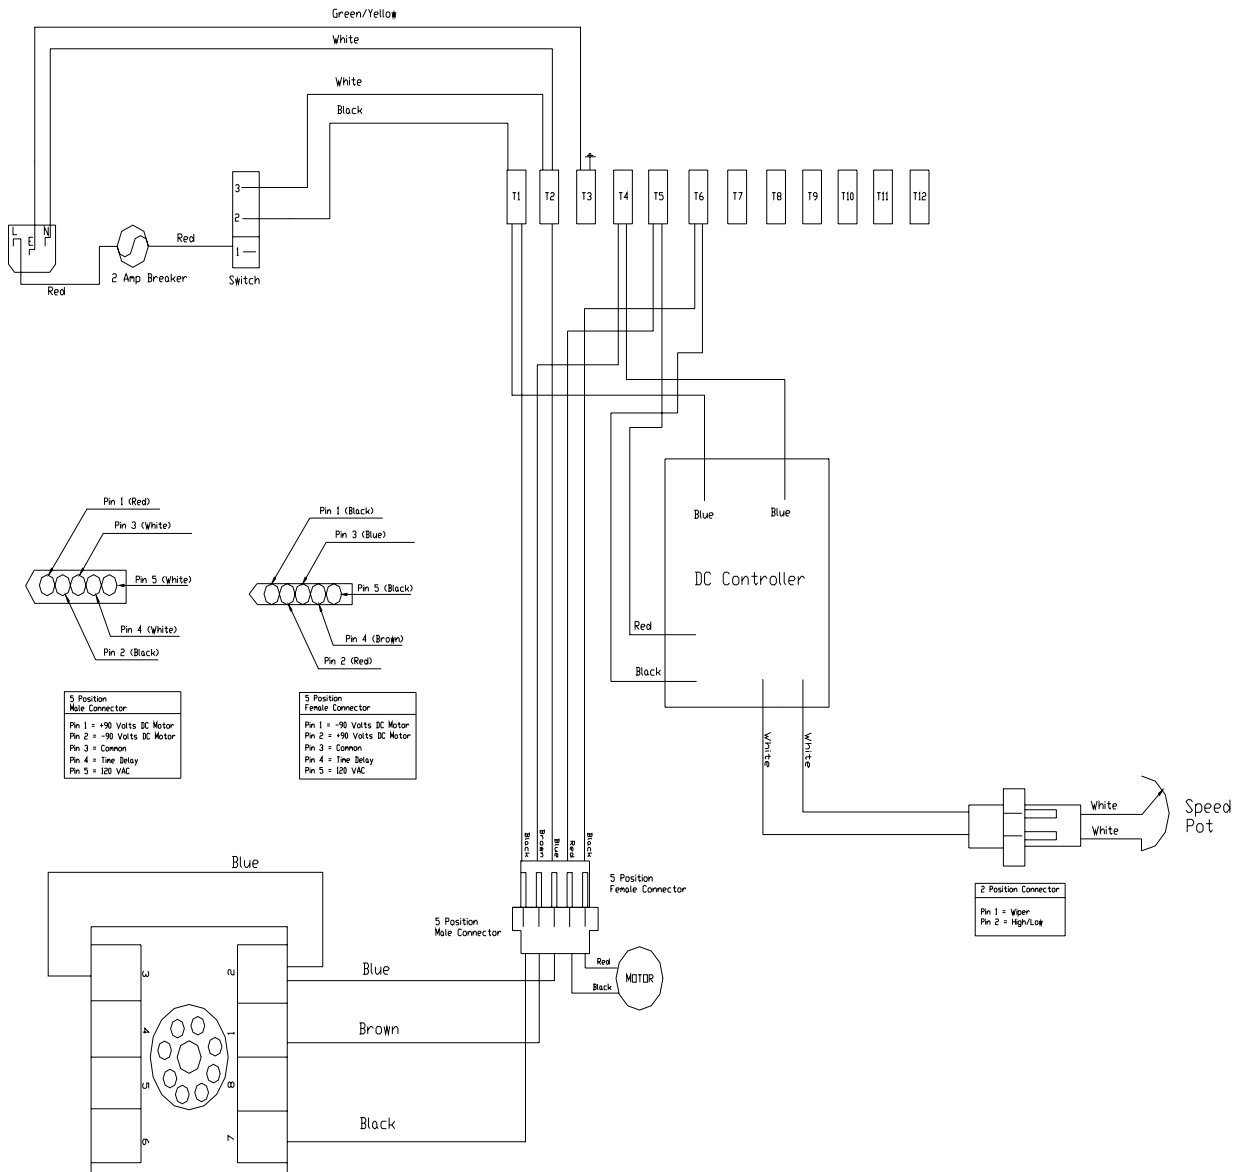 Green/Yellow
White
White
Black
T1 T2 T3 T4 T5 T6 T7 T8 T9 T10 T11 T12
3
2
1
L E N
Red
2 Amp Breaker
Switch
Red
Pin 1 (Red)
Pin 3 (White)
Pin 5 (White)
Pin 4 (White)
Pin 2 (Black)
Pin 1 (Black)
Pin 3 (Blue)
Pin 5 (Black)
Pin 4 (Brown)
Pin 2 (Red)
Blue
Blue
DC Controller
Red
Black
White
White
5 Position
Male Connector
Pin 1 = +90 Volts DC Motor
Pin 2 = -90 Volts DC Motor
Pin 3 = Common
Pin 4 = Time Delay
Pin 5 = 120 VAC
5 Position
Female Connector
Pin 1 = -90 Volts DC Motor
Pin 2 = +90 Volts DC Motor
Pin 3 = Common
Pin 4 = Time Delay
Pin 5 = 120 VAC
White
White
Speed
Pot
2 Position Connector
Pin 1 = Wiper
Pin 2 = High/Low
Black
Brown
Blue
Red
Black
5 Position
Female Connector
5 Position
Male Connector
Red
Black
MOTOR
Blue
Blue
Brown
Black
3
4
5
6
2
1
8
7